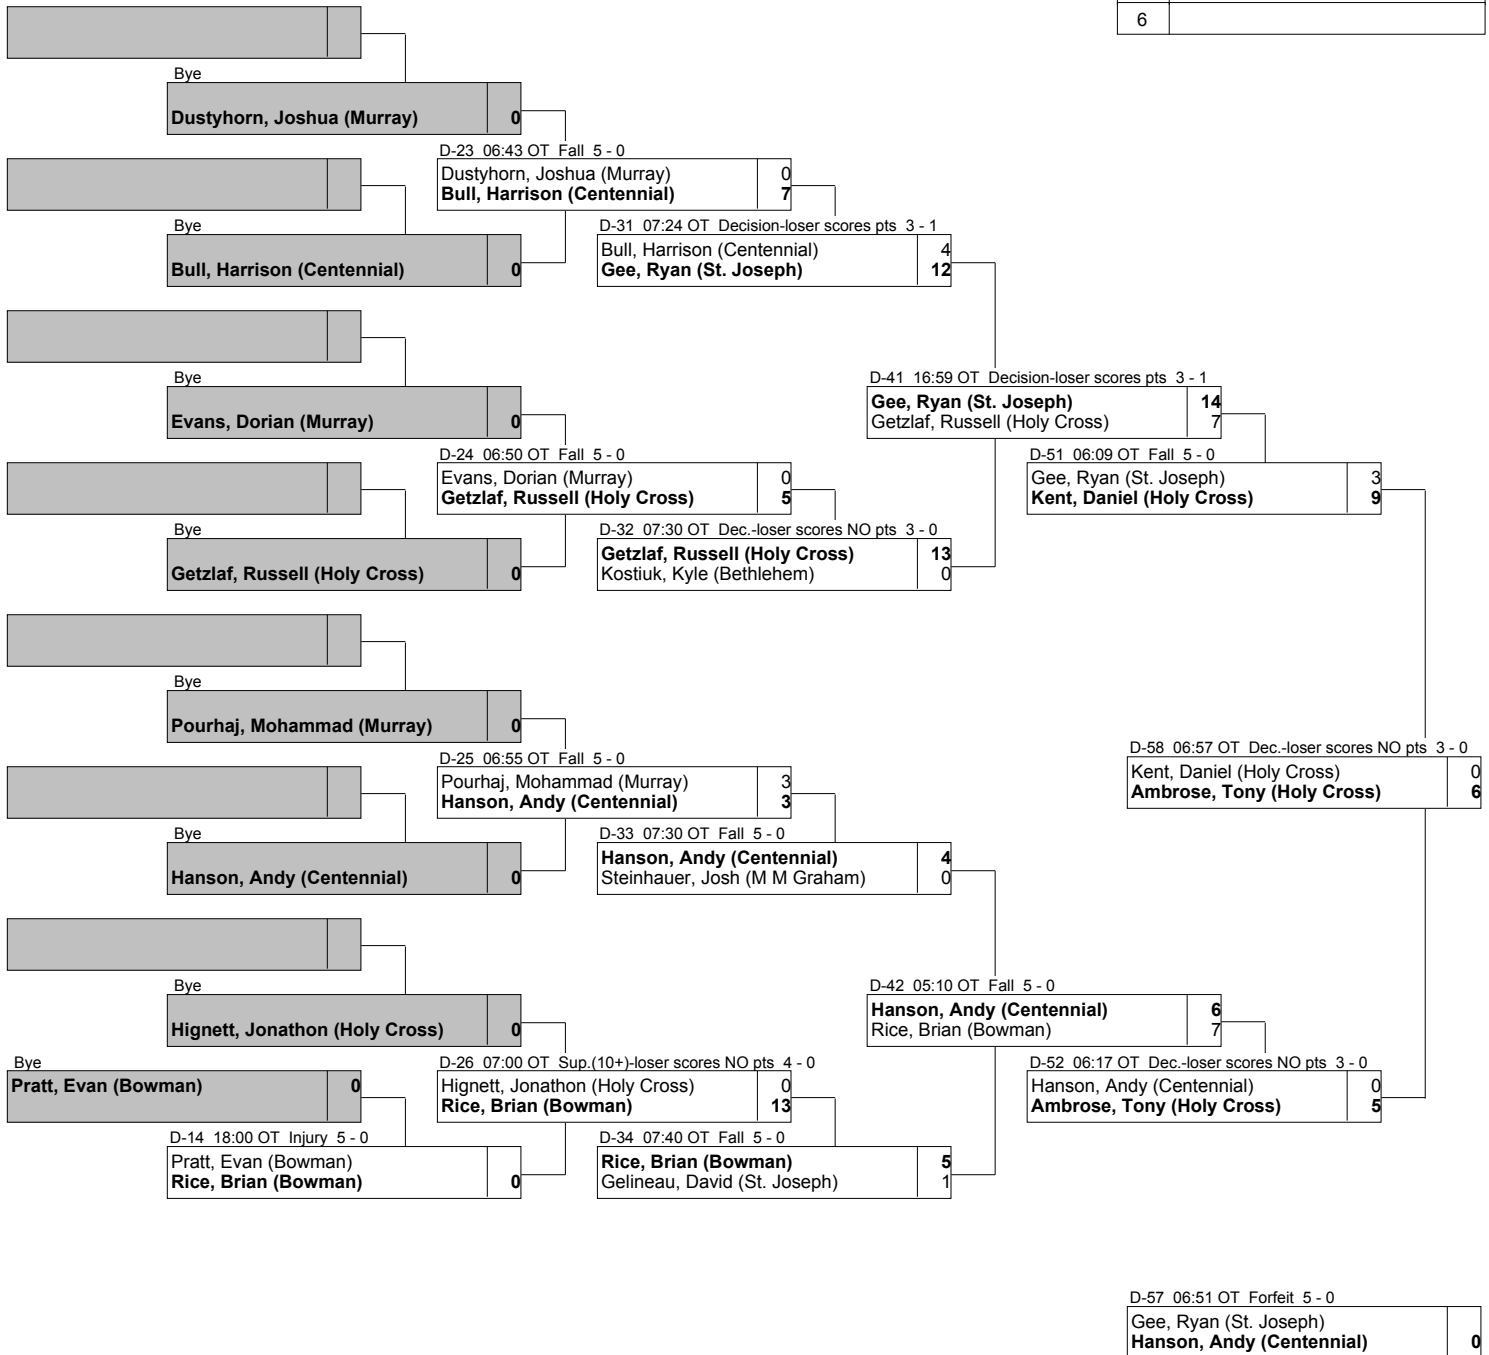 6
Bye
Dustyhorn, Joshua (Murray) 0
D-23 06:43 OT Fall 5 - 0
Dustyhorn, Joshua (Murray) 0
Bull, Harrison (Centennial) 7
Bye
Bull, Harrison (Centennial) 0
D-31 07:24 OT Decision-loser scores pts 3 - 1
Bull, Harrison (Centennial) 4
Gee, Ryan (St. Joseph) 12
Bye
Evans, Dorian (Murray) 0
D-41 16:59 OT Decision-loser scores pts 3 - 1
Gee, Ryan (St. Joseph) 14
Getzlaf, Russell (Holy Cross) 7
D-24 06:50 OT Fall 5 - 0
Evans, Dorian (Murray) 0
Getzlaf, Russell (Holy Cross) 5
D-51 06:09 OT Fall 5 - 0
Gee, Ryan (St. Joseph) 3
Kent, Daniel (Holy Cross) 9
Bye
Getzlaf, Russell (Holy Cross) 0
D-32 07:30 OT Dec.-loser scores NO pts 3 - 0
Getzlaf, Russell (Holy Cross) 13
Kostiuk, Kyle (Bethlehem) 0
Bye
Pourhaj, Mohammad (Murray) 0
D-25 06:55 OT Fall 5 - 0
Pourhaj, Mohammad (Murray) 3
Hanson, Andy (Centennial) 3
D-58 06:57 OT Dec.-loser scores NO pts 3 - 0
Kent, Daniel (Holy Cross) 0
Ambrose, Tony (Holy Cross) 6
Bye
Hanson, Andy (Centennial) 0
D-33 07:30 OT Fall 5 - 0
Hanson, Andy (Centennial) 4
Steinhauer, Josh (M M Graham) 0
Bye
Hignett, Jonathon (Holy Cross) 0
D-42 05:10 OT Fall 5 - 0
Hanson, Andy (Centennial) 6
Rice, Brian (Bowman) 7
Bye
Pratt, Evan (Bowman) 0
D-26 07:00 OT Sup.(10+)-loser scores NO pts 4 - 0
Hignett, Jonathon (Holy Cross) 0
Rice, Brian (Bowman) 13
D-52 06:17 OT Dec.-loser scores NO pts 3 - 0
Hanson, Andy (Centennial) 0
Ambrose, Tony (Holy Cross) 5
D-14 18:00 OT Injury 5 - 0
Pratt, Evan (Bowman)
Rice, Brian (Bowman) 0
D-34 07:40 OT Fall 5 - 0
Rice, Brian (Bowman) 5
Gelineau, David (St. Joseph) 1
D-57 06:51 OT Forfeit 5 - 0
Gee, Ryan (St. Joseph)
Hanson, Andy (Centennial) 0